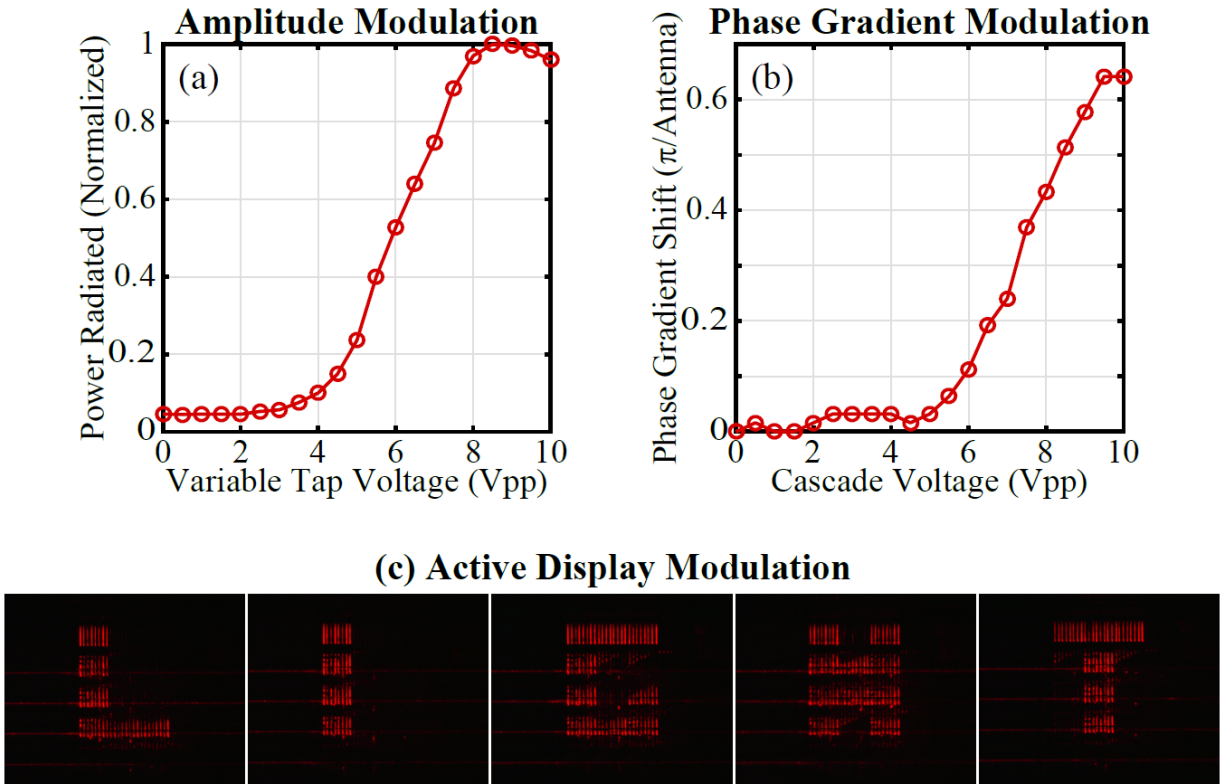 Amplitude Modulation
(a)
Power Radiated (Normalized)
1
0.8
0.6
0.4
0.2
0
0 2 4 6 8 10
Variable Tap Voltage (Vpp)
Phase Gradient Modulation
(b)
Phase Gradient Shift (π/Antenna)
0.6
0.4
0.2
0
0 2 4 6 8 10
Cascade Voltage (Vpp)
(c) Active Display Modulation
L I G H T